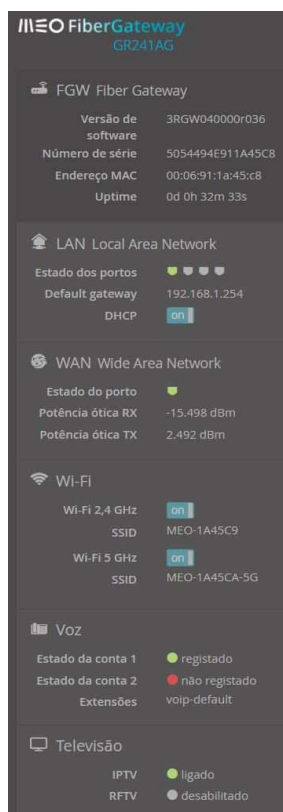 MEO FiberGateway
GR241AG
FGW Fiber Gateway
Versão de software 3RGW040000r036
Número de série 5054494E911A45C8
Endereço MAC 00:06:91:1a:45:c8
Uptime 0d 0h 32m 33s
LAN Local Area Network
Estado dos portos
Default gateway 192.168.1.254
DHCP on
WAN Wide Area Network
Estado do porto
Potência ótica RX -15.498 dBm
Potência ótica TX 2.492 dBm
Wi-Fi
Wi-Fi 2,4 GHz on
SSID MEO-1A45C9
Wi-Fi 5 GHz on
SSID MEO-1A45CA-5G
Voz
Estado da conta 1 registado
Estado da conta 2 não registado
Extensões voip-default
Televisão
IPTV ligado
RFTV desabilitado